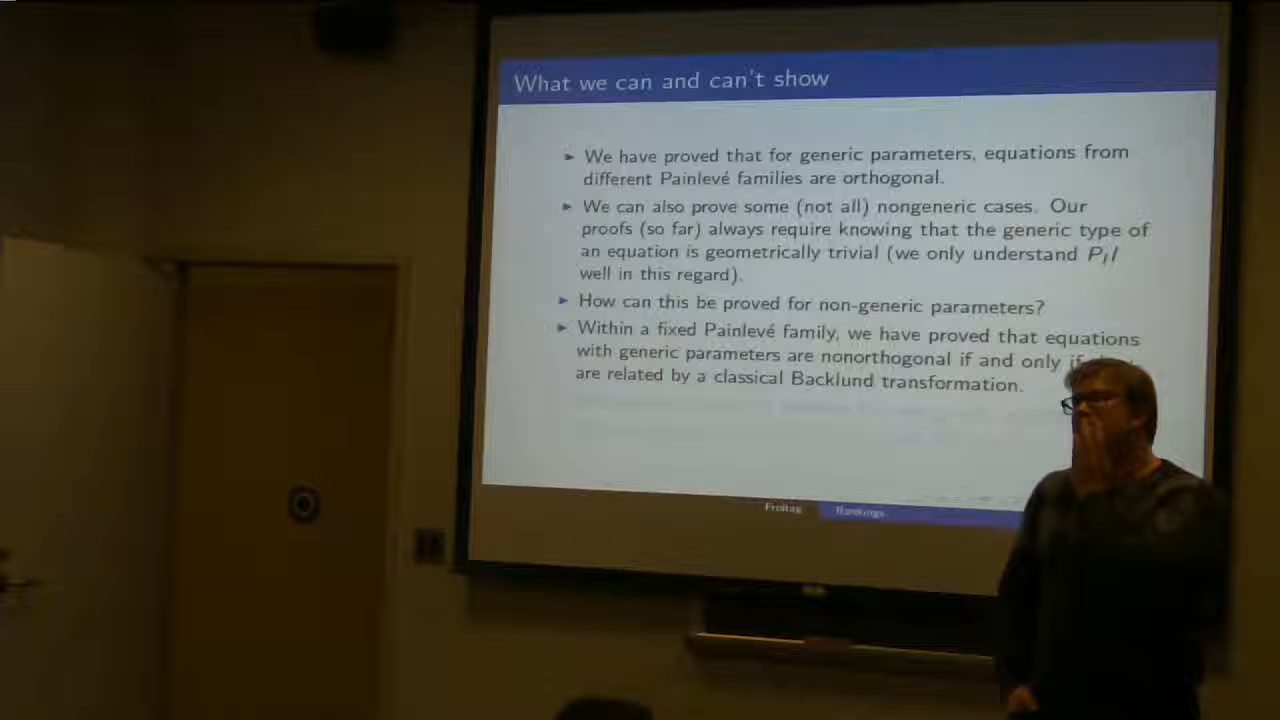 What we can and can't show
► We have proved that for generic parameters, equations from
different Painlevé families are orthogonal.
► We can also prove some (not all) nongeneric cases. Our
proofs (so far) always require knowing that the generic type of
an equation is geometrically trivial (we only understand P_I I
well in this regard).
► How can this be proved for non-generic parameters?
► Within a fixed Painlevé family, we have proved that equations
with generic parameters are nonorthogonal if and only if
are related by a classical Backlund transformation.
Freitag Rankings